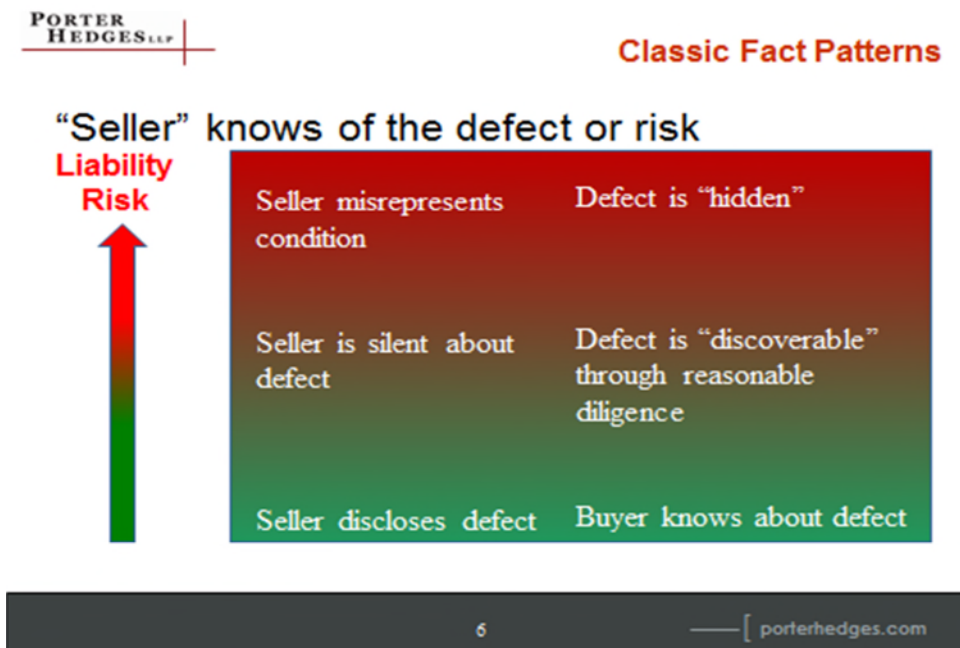 PORTER
HEDGES LLP
Classic Fact Patterns
“Seller” knows of the defect or risk
Liability
Risk
Seller misrepresents
condition
Defect is “hidden”
Seller is silent about
defect
Defect is “discoverable”
through reasonable
diligence
Seller discloses defect
Buyer knows about defect
6
porterhedges.com